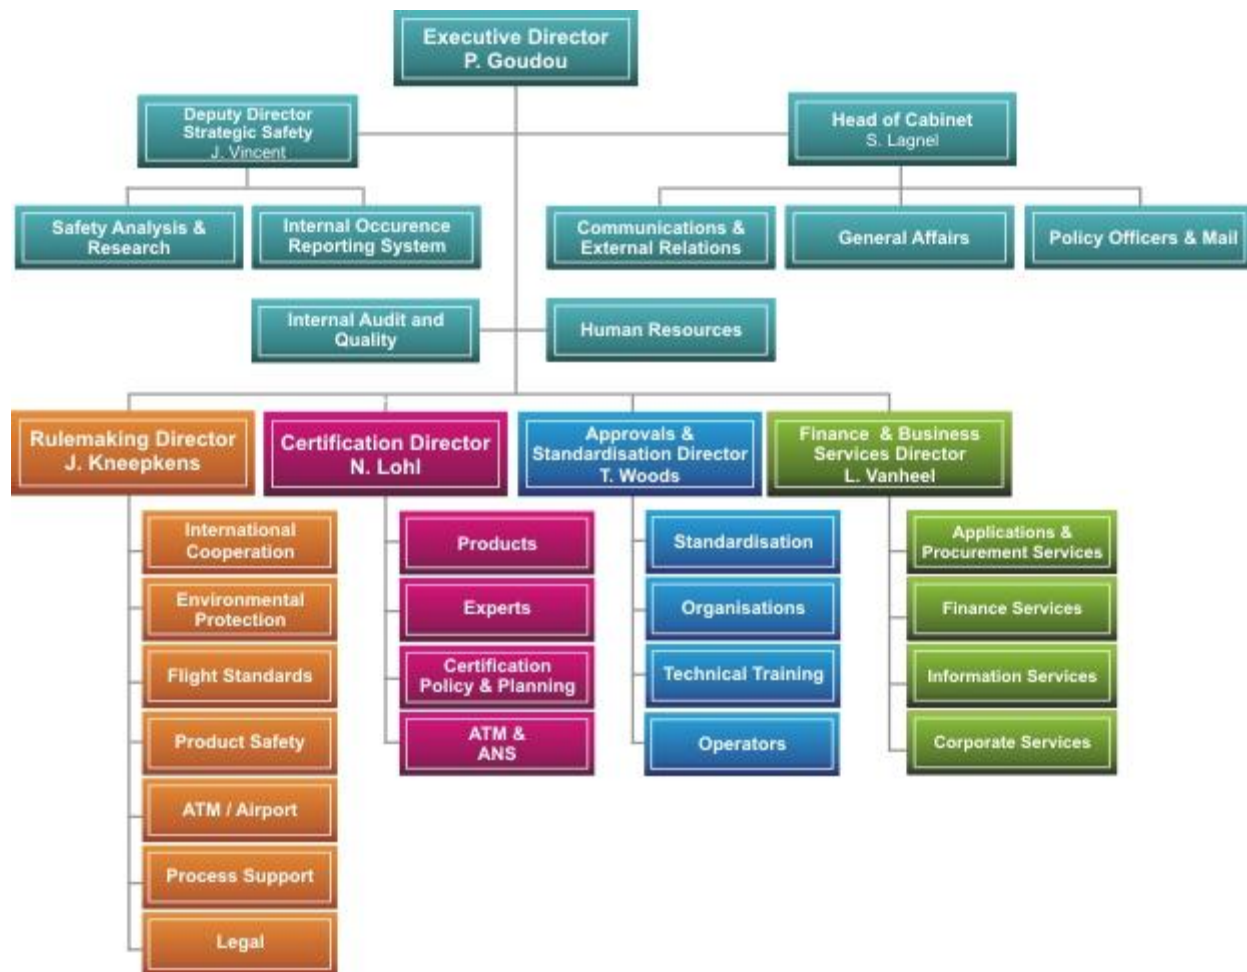 Executive Director
P. Goudou
Deputy Director
Strategic Safety
J. Vincent
Head of Cabinet
S. Lagnel
Safety Analysis &
Research
Internal Occurence
Reporting System
Communications &
External Relations
General Affairs
Policy Officers & Mail
Internal Audit and
Quality
Human Resources
Rulemaking Director
J. Kneepkens
Certification Director
N. Lohl
Approvals &
Standardisation Director
T. Woods
Finance & Business
Services Director
L. Vanheel
International
Cooperation
Environmental
Protection
Flight Standards
Product Safety
ATM / Airport
Process Support
Legal
Products
Experts
Certification
Policy & Planning
ATM &
ANS
Standardisation
Organisations
Technical Training
Operators
Applications &
Procurement Services
Finance Services
Information Services
Corporate Services